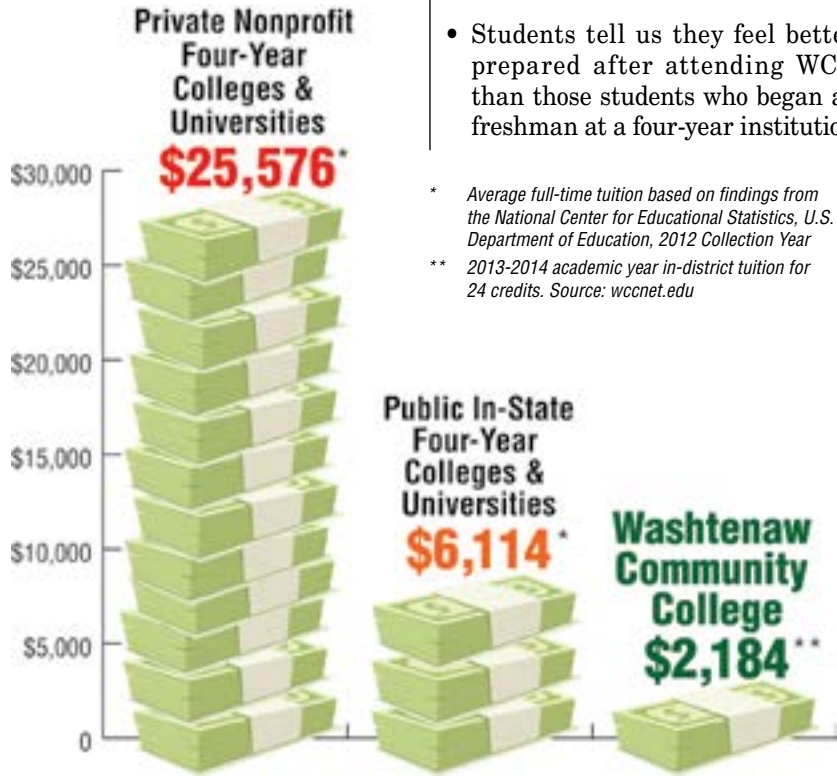 Private Nonprofit
Four-Year
Colleges &
Universities
$25,576*
• Students tell us they feel
prepared after attending
than those students who began
freshman at a four-year
* Average full-time tuition based on findings from
the National Center for Educational Statistics, U.S.
Department of Education, 2012 Collection Year
** 2013-2014 academic year in-district tuition for
24 credits. Source: wccnet.edu
$30,000
$25,000
$20,000
$15,000
$10,000
$5,000
0
Public In-State
Four-Year
Colleges &
Universities
$6,114*
Washtenaw
Community
College
$2,184**